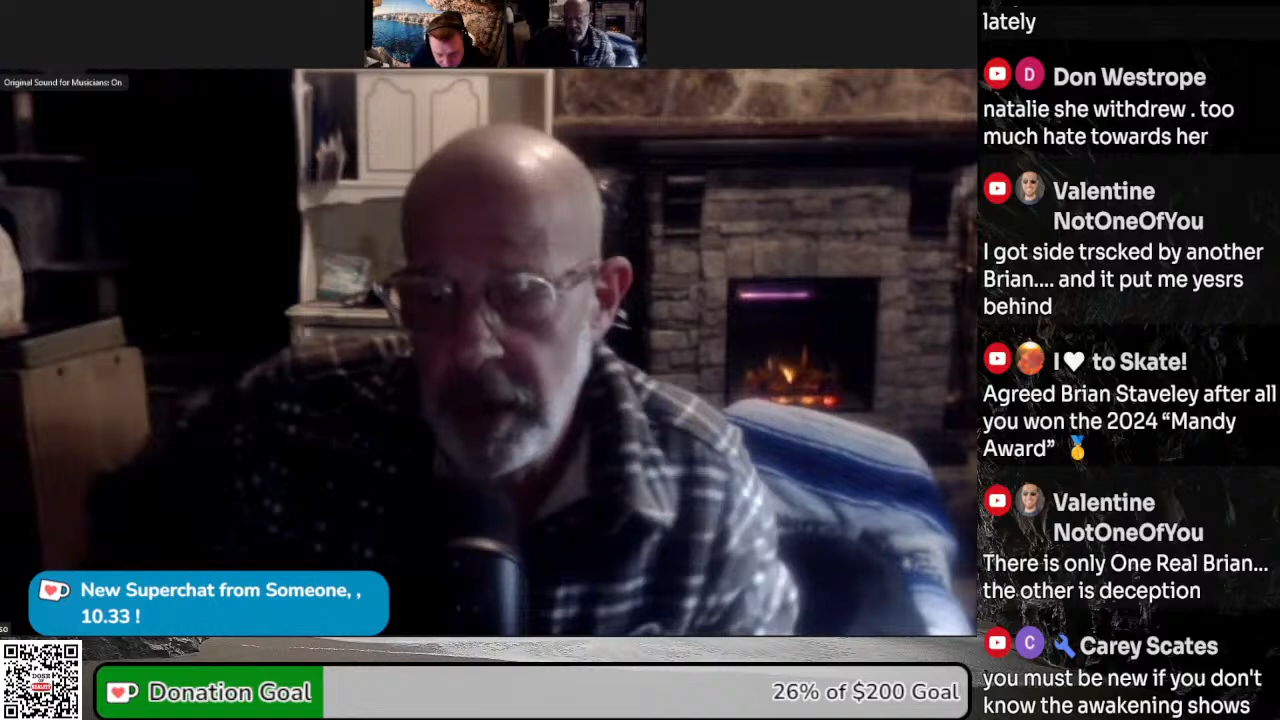 Original Sound for Musicians: On
New Superchat from Someone, ,
10.33 !
so
Donation Goal
26% of $200 Goal
lately
D Don Westrope
natalie she withdrew . too
much hate towards her
Valentine
NotOneOfYou
I got side trscked by another
Brian.... and it put me yesrs
behind
I 🤍 to Skate!
Agreed Brian Staveley after all
you won the 2024 “Mandy
Award” 🥇
Valentine
NotOneOfYou
There is only One Real Brian...
the other is deception
C 🔧 Carey Scates
you must be new if you don't
know the awakening shows